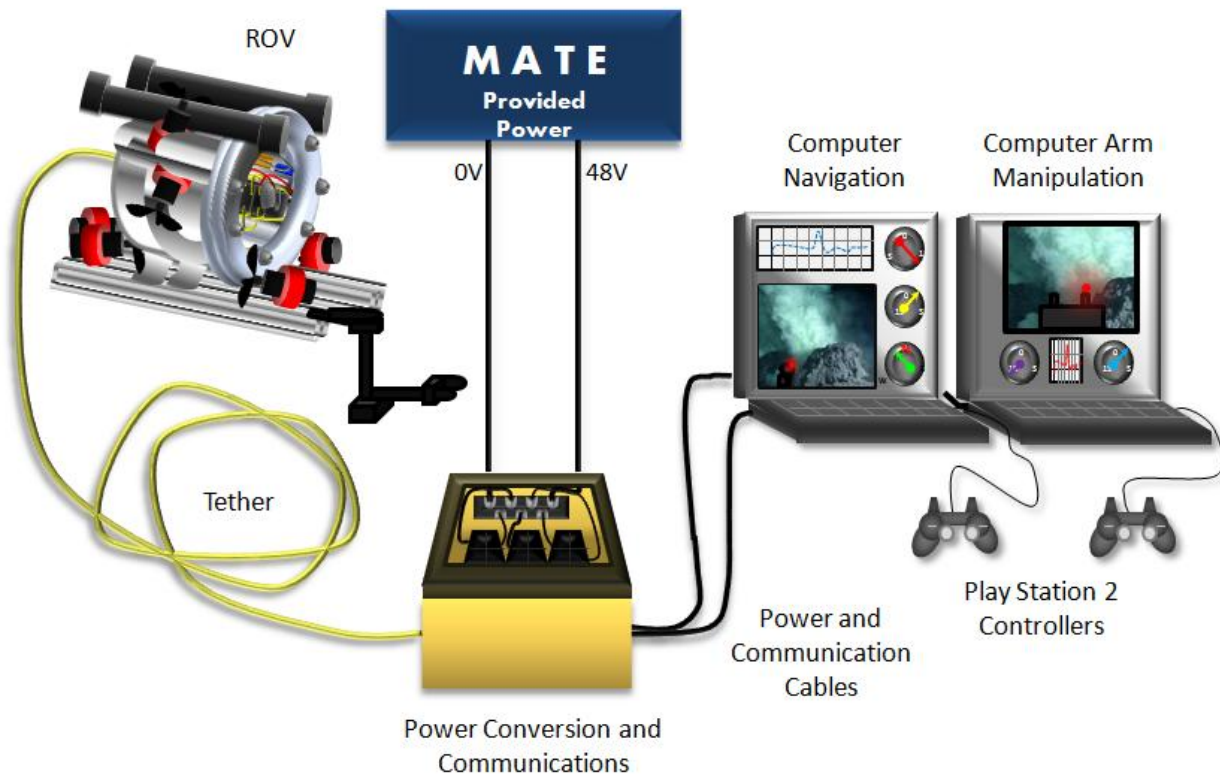 ROV
M A T E
Provided
Power
0V
48V
Computer
Navigation
Computer Arm
Manipulation
Tether
Power and
Communication
Cables
Play Station 2
Controllers
Power Conversion and
Communications